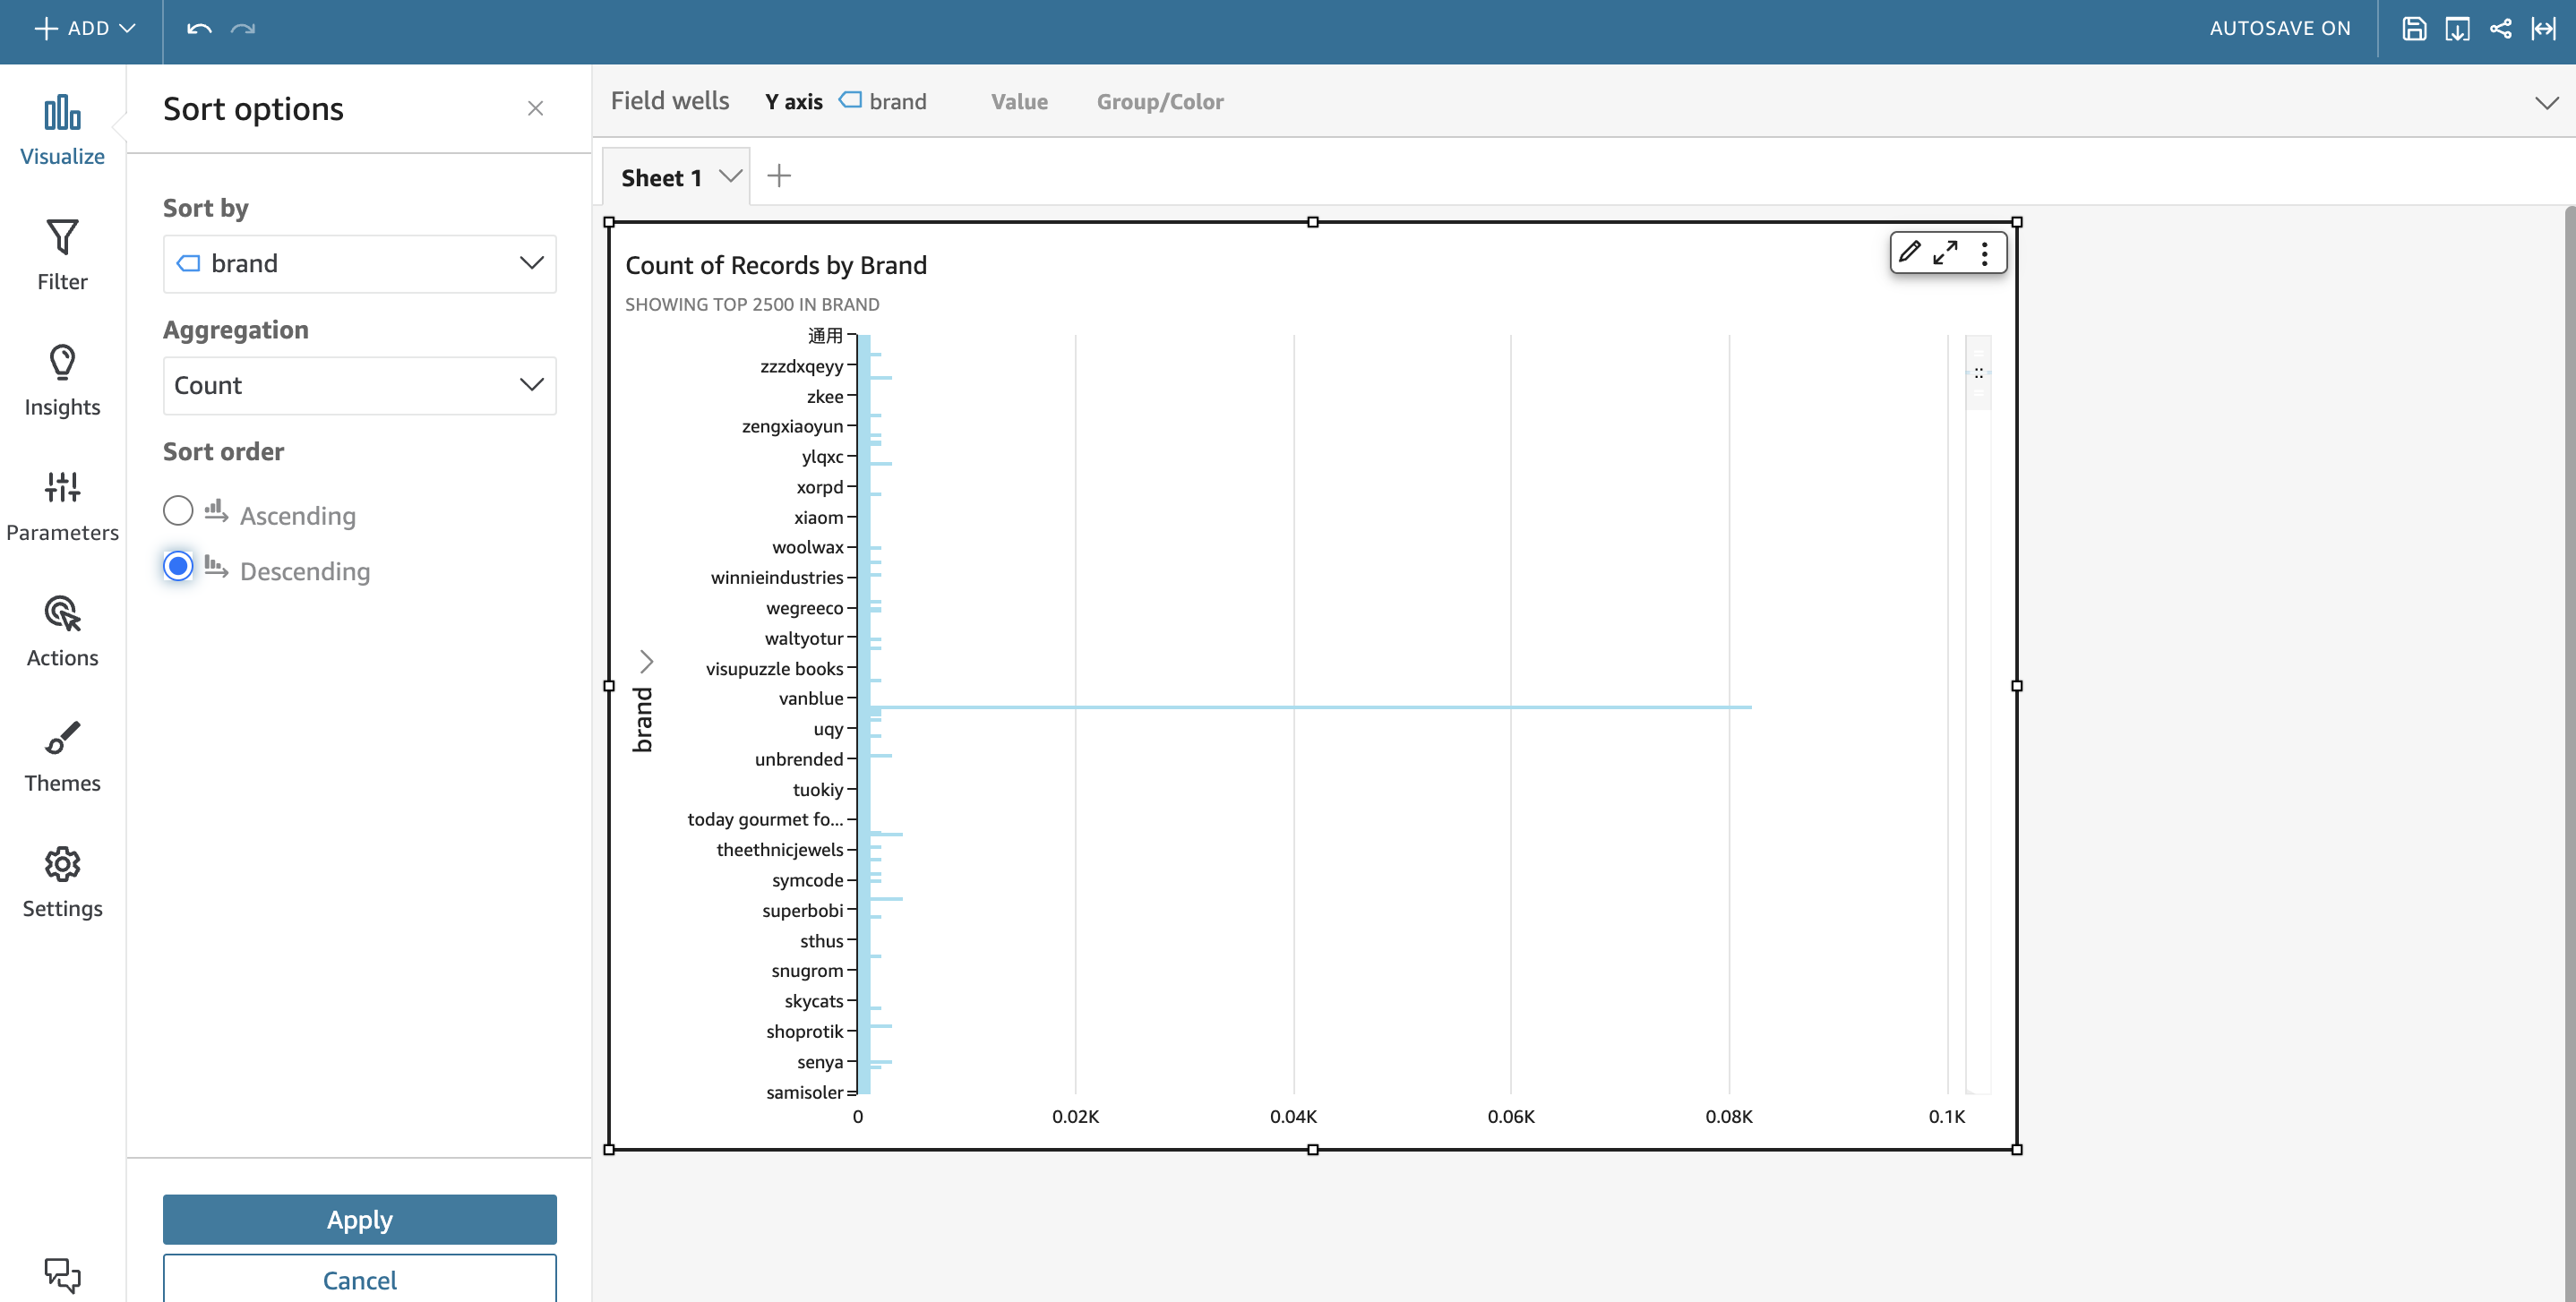 ADD
AUTOSAVE ON
Visualize
Filter
Insights
Parameters
Actions
Themes
Settings
Sort options
Sort by
brand
Aggregation
Count
Sort order
Ascending
Descending
Apply
Cancel
Field wells Y axis brand Value Group/Color
Sheet 1
Count of Records by Brand
SHOWING TOP 2500 IN BRAND
brand
通用
zzzdxqeyy
zkee
zengxiaoyun
ylqxc
xorpd
xiaom
woolwax
winnieindustries
wegreeco
waltyotur
visupuzzle books
vanblue
uqy
unbrended
tuokiy
today gourmet fo...
theethnicjewels
symcode
superbobi
sthus
snugrom
skycats
shoprotik
senya
samisoler
0 0.02K 0.04K 0.06K 0.08K 0.1K